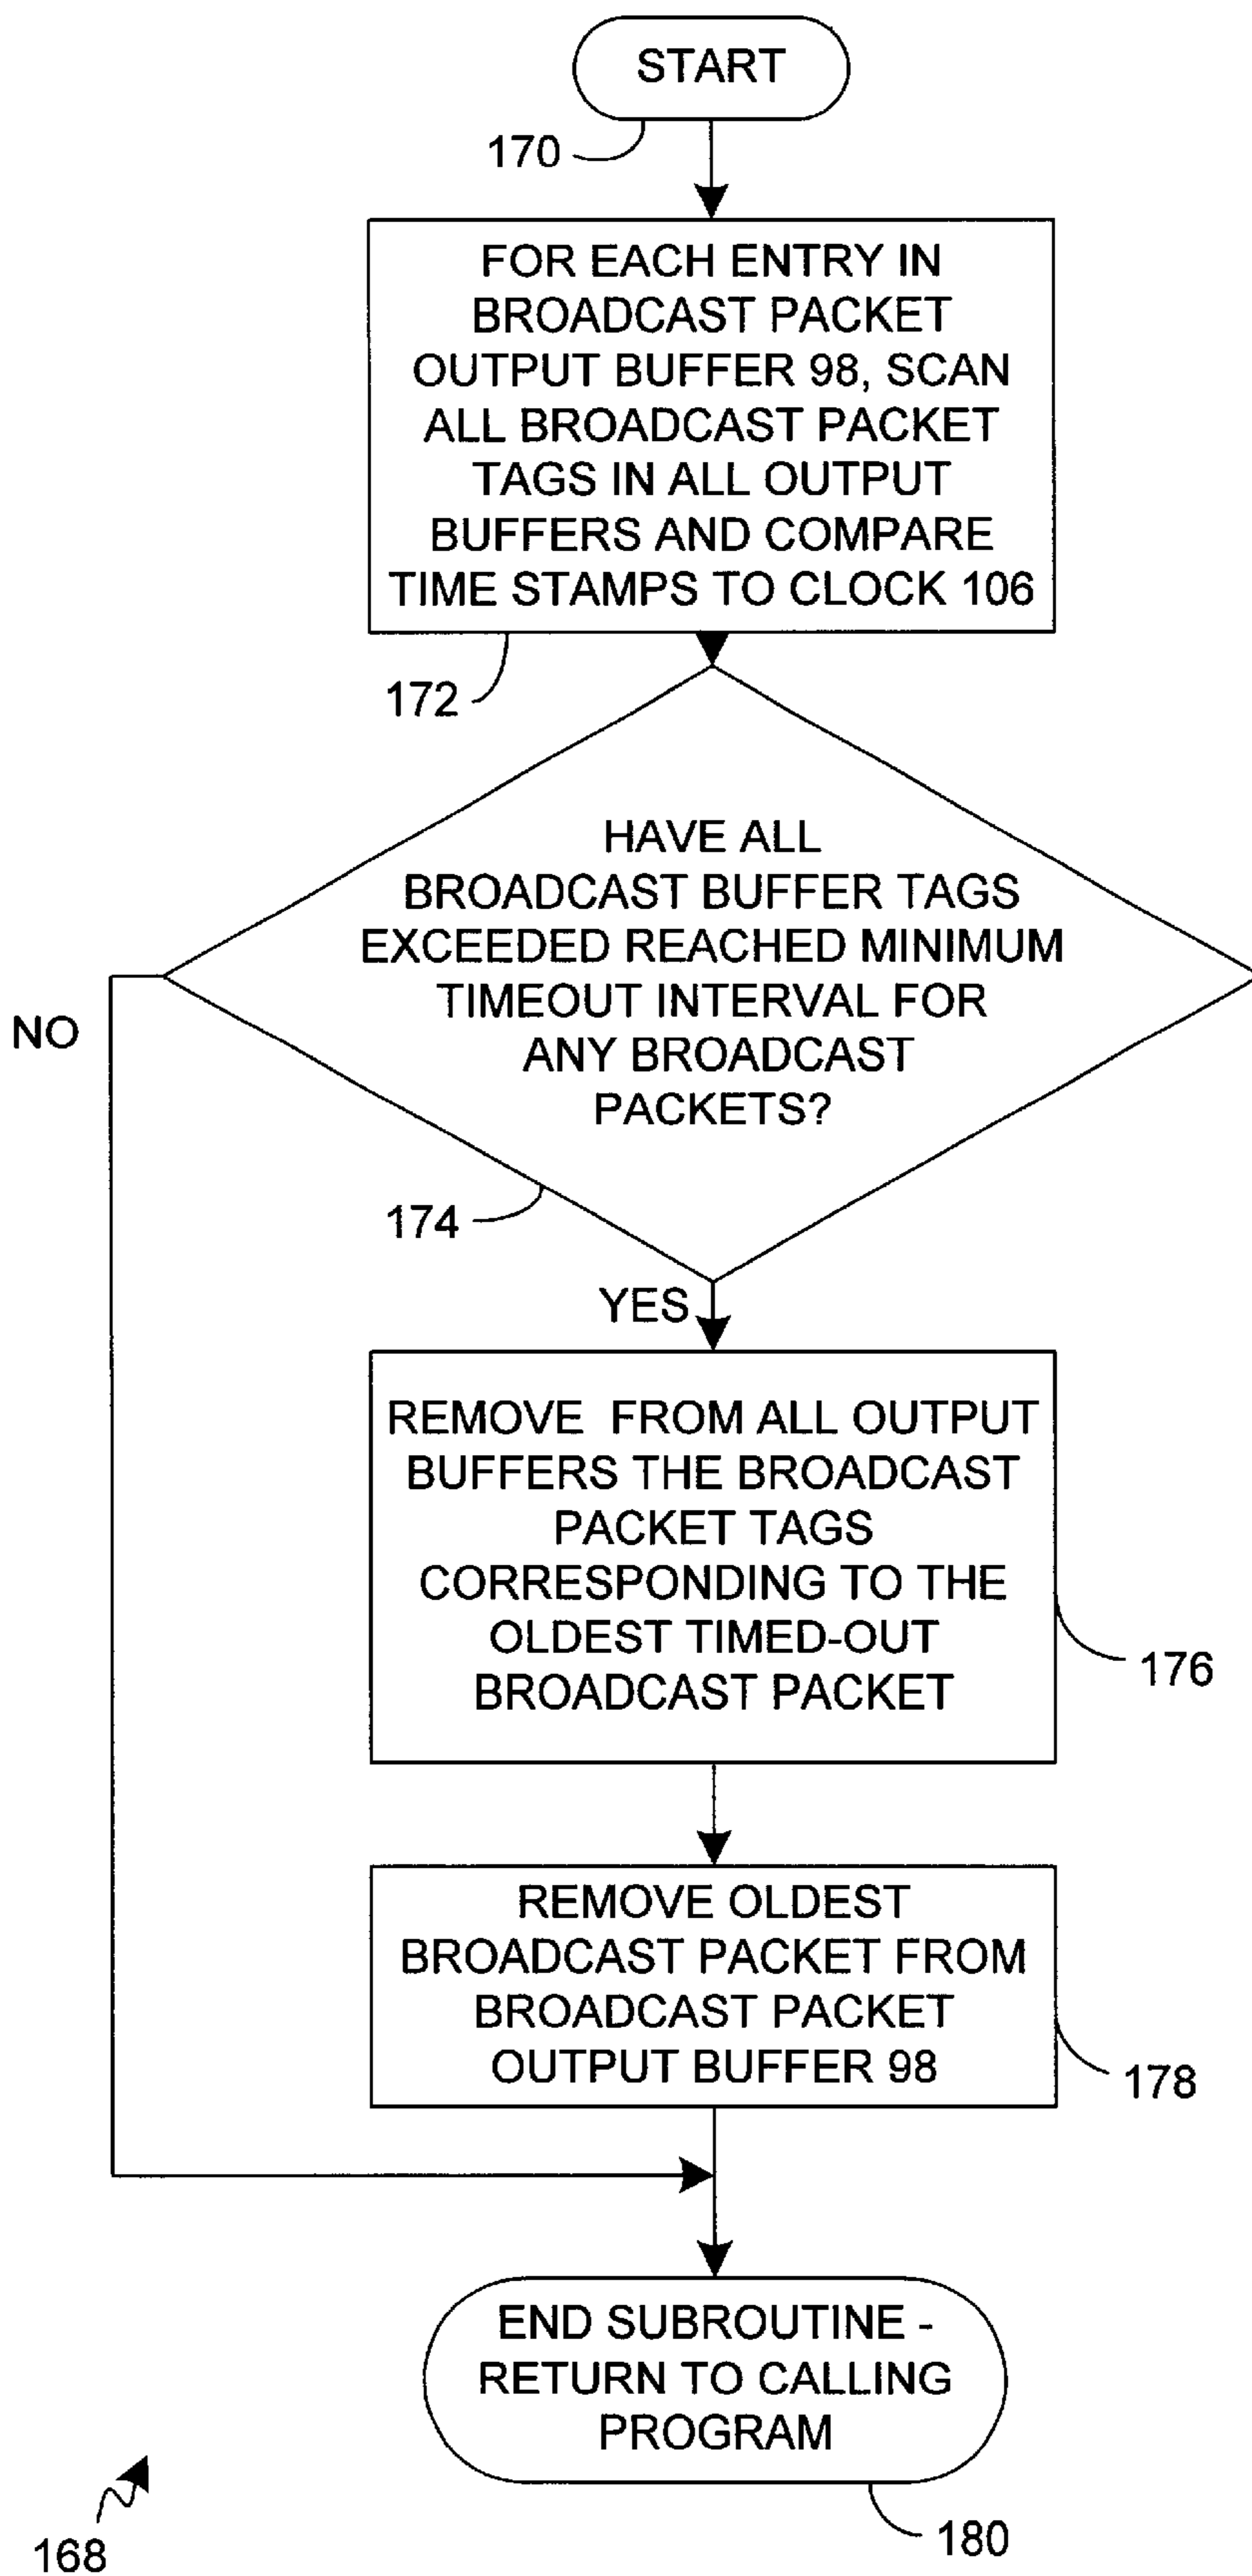 START
170
FOR EACH ENTRY IN
BROADCAST PACKET
OUTPUT BUFFER 98, SCAN
ALL BROADCAST PACKET
TAGS IN ALL OUTPUT
BUFFERS AND COMPARE
TIME STAMPS TO CLOCK 106
172
HAVE ALL
BROADCAST BUFFER TAGS
EXCEEDED REACHED MINIMUM
TIMEOUT INTERVAL FOR
ANY BROADCAST
PACKETS?
NO
174
YES
REMOVE FROM ALL OUTPUT
BUFFERS THE BROADCAST
PACKET TAGS
CORRESPONDING TO THE
OLDEST TIMED-OUT
BROADCAST PACKET
176
REMOVE OLDEST
BROADCAST PACKET FROM
BROADCAST PACKET
OUTPUT BUFFER 98
178
END SUBROUTINE -
RETURN TO CALLING
PROGRAM
180
168